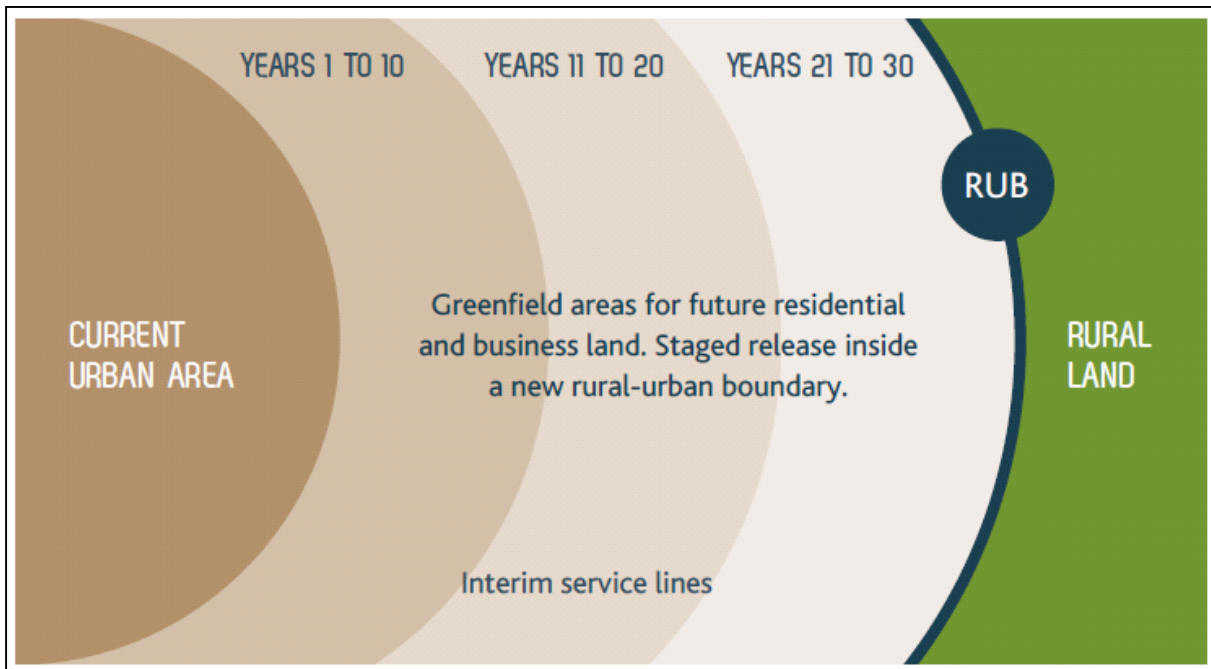 YEARS 1 TO 10
YEARS 11 TO 20
YEARS 21 TO 30
RUB
Greenfield areas for future residential
and business land. Staged release inside
a new rural-urban boundary.
CURRENT
URBAN AREA
RURAL
LAND
Interim service lines